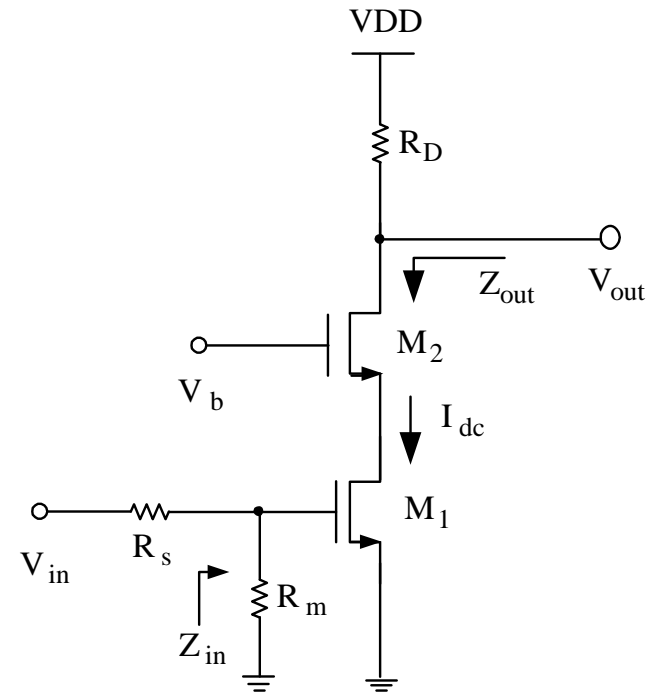 VDD
R_D
Z_out
V_out
M_2
V_b
I_dc
M_1
V_in
R_s
R_m
Z_in